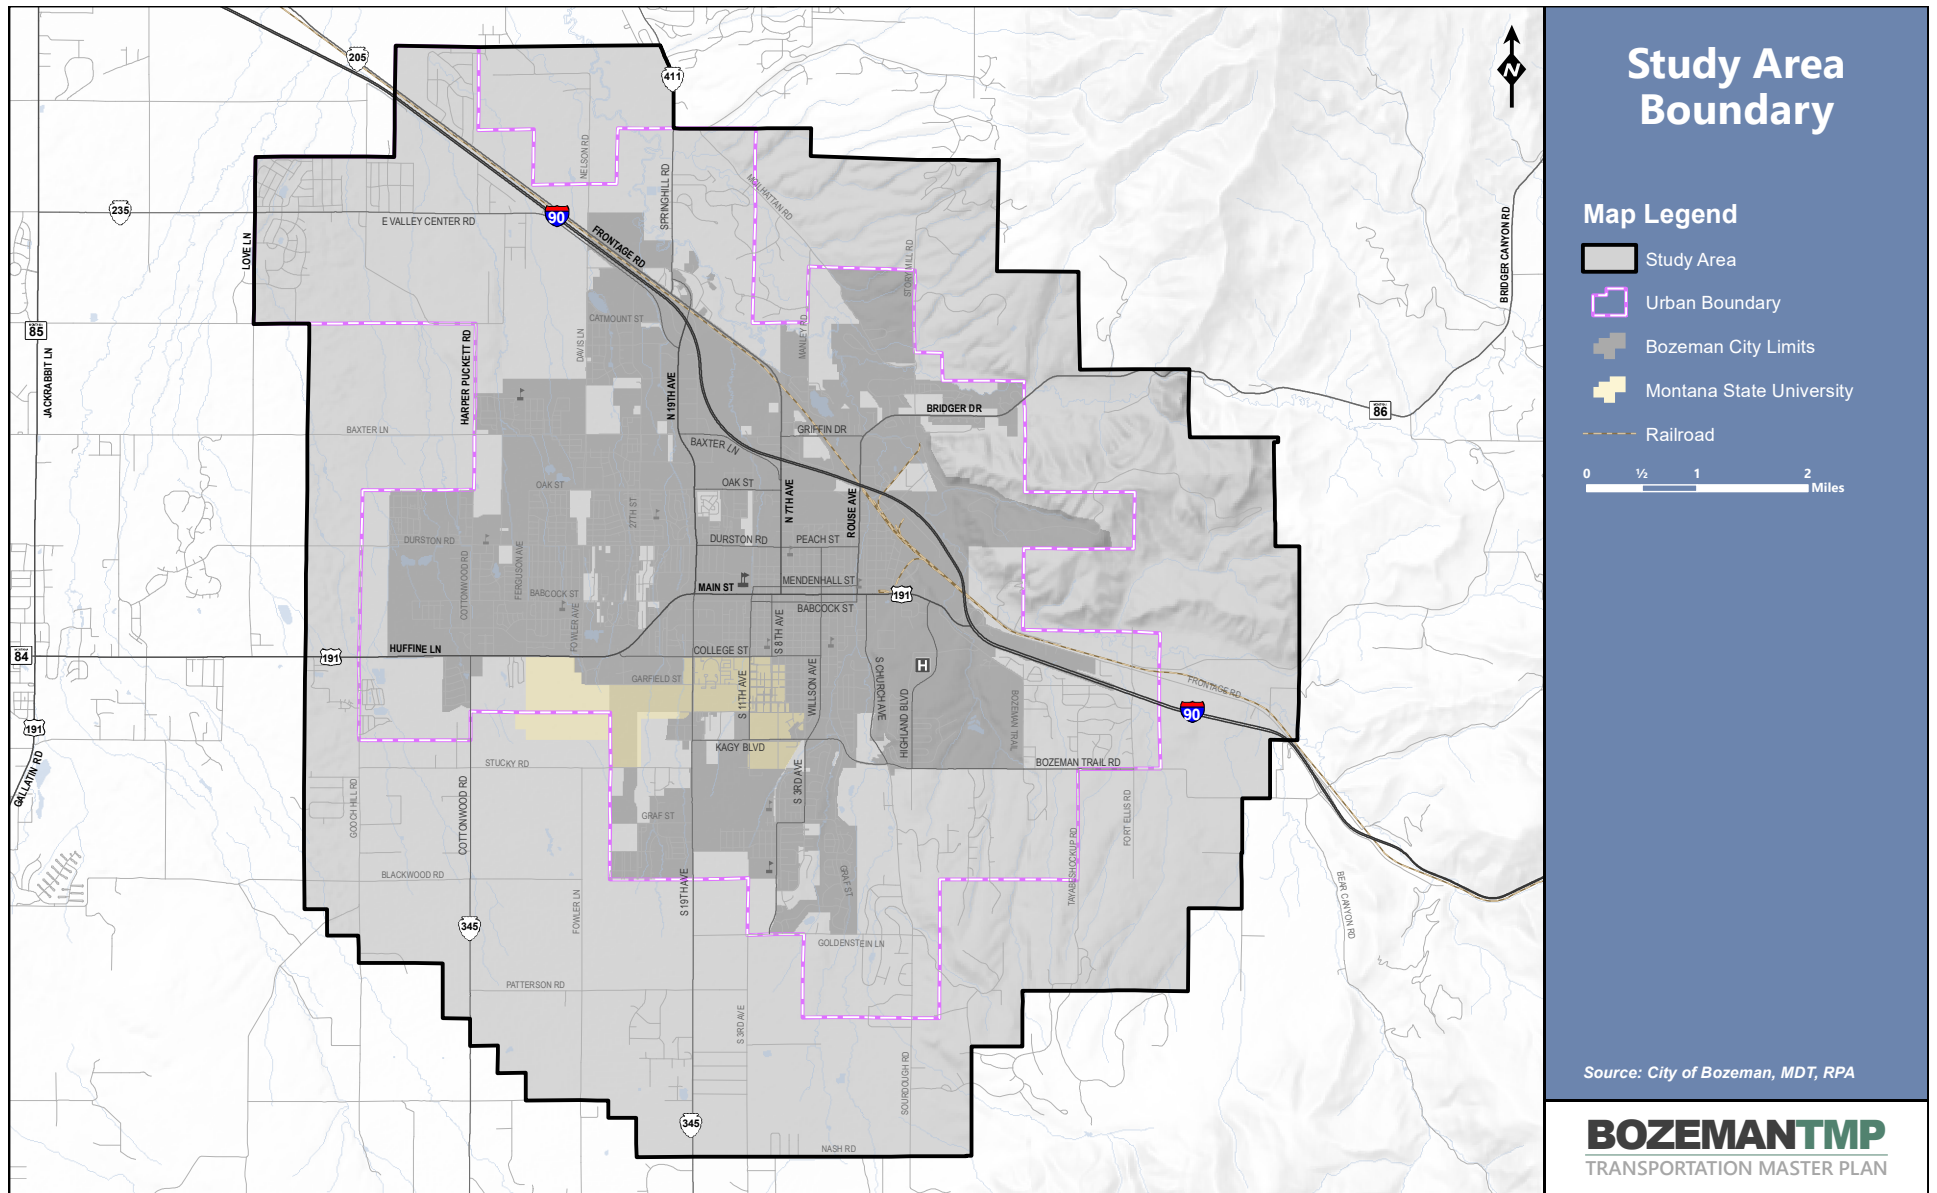 Study Area
Boundary
Map Legend
Study Area
Urban Boundary
Bozeman City Limits
Montana State University
Railroad
0 ½ 1 2
Miles
Source: City of Bozeman, MDT, RPA
BOZEMANTMP
TRANSPORTATION MASTER PLAN
N
205
411
NELSON RD
SPRINGHILL RD
MCILHATTAN RD
235
E VALLEY CENTER RD
90
FRONTAGE RD
LOVE LN
STORY MILL RD
BRIDGER CANYON RD
85
JACKRABBIT LN
HARPER PUCKETT RD
CATMOUNT ST
DAVIS LN
MANLEY RD
N 19TH AVE
BRIDGER DR
86
BAXTER LN
GRIFFIN DR
BAXTER LN
OAK ST
OAK ST
27TH ST
N 7TH AVE
ROUSE AVE
DURSTON RD
DURSTON RD
PEACH ST
COTTONWOOD RD
FERGUSON AVE
BABCOCK ST
FOWLER AVE
MAIN ST
MENDENHALL ST
191
BABCOCK ST
S 8TH AVE
84
191
HUFFINE LN
COLLEGE ST
GARFIELD ST
S 11TH AVE
WILLSON AVE
S CHURCH AVE
H
HIGHLAND BLVD
BOZEMAN TRAIL
FRONTAGE RD
90
191
GALLATIN RD
KAGY BLVD
STUCKY RD
BOZEMAN TRAIL RD
GOOCH HILL RD
COTTONWOOD RD
S 3RD AVE
GRAF ST
FORT ELLIS RD
TAYABESHOCKUP RD
BLACKWOOD RD
S 19TH AVE
GRAF ST
FOWLER LN
BEAR CANYON RD
345
GOLDENSTEIN LN
PATTERSON RD
S 3RD AVE
SOURDOUGH RD
345
NASH RD